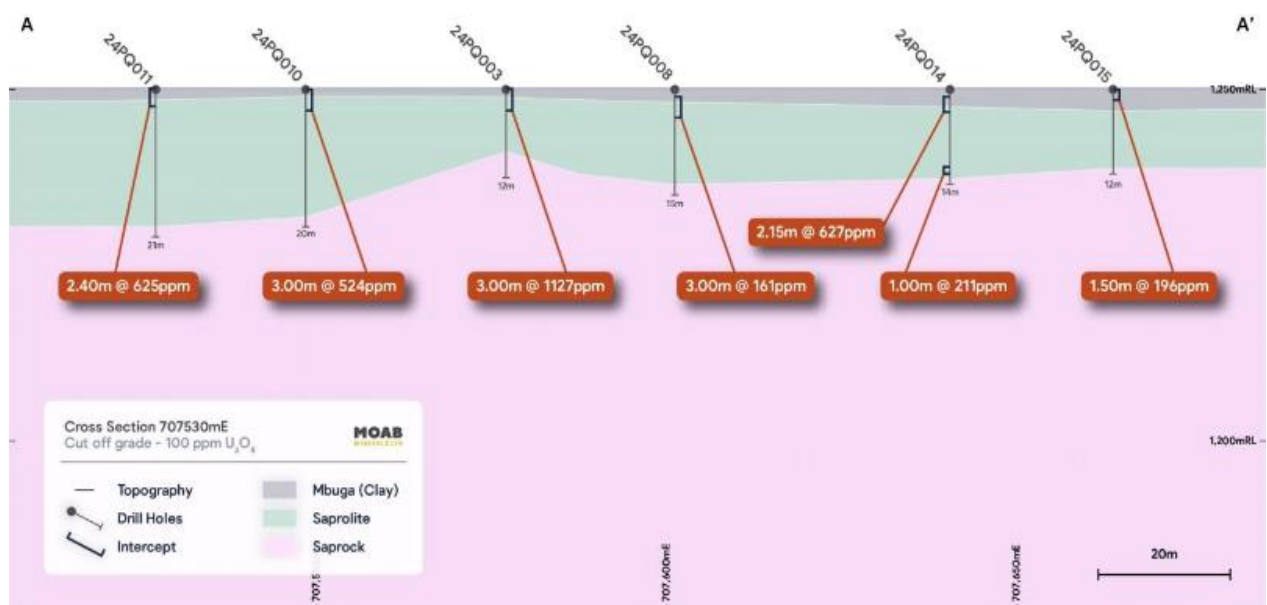 A
A'
24PQ011
24PQ010
24PQ003
24PQ008
24PQ014
24PQ015
1,250mRL
12m
12m
14m
15m
20m
21m
2.15m @ 627ppm
2.40m @ 625ppm
3.00m @ 524ppm
3.00m @ 1127ppm
3.00m @ 161ppm
1.00m @ 211ppm
1.50m @ 196ppm
Cross Section 707530mE
Cut off grade - 100 ppm U₃O₈
MOAB
1,200mRL
Topography
Mbuga (Clay)
Drill Holes
Saprolite
Intercept
Saprock
707,5
707,600mE
707,650mE
20m